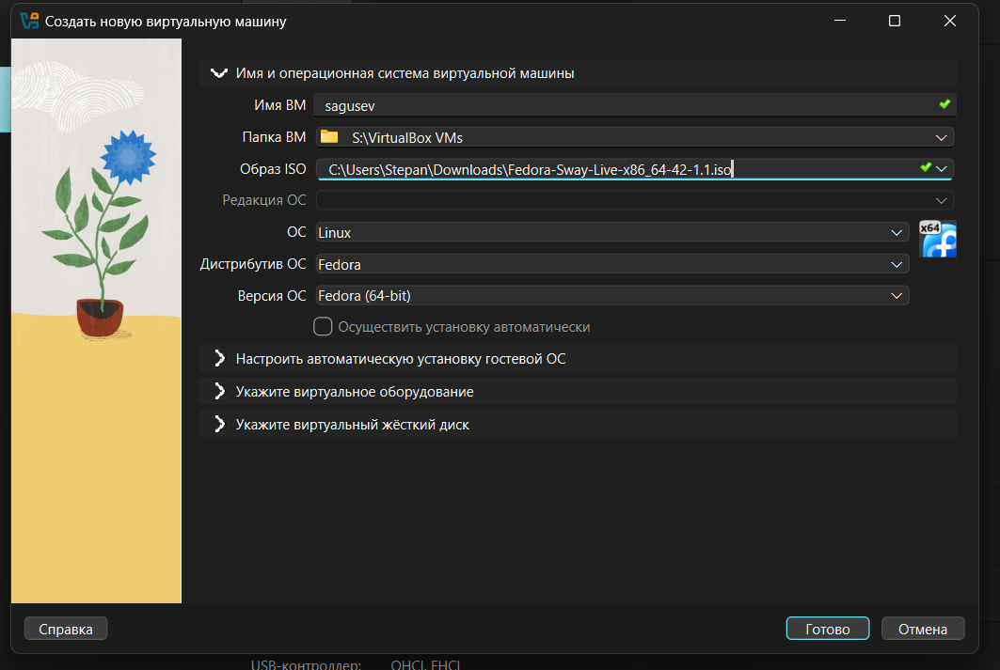 Создать новую виртуальную машину
Имя и операционная система виртуальной машины
Имя ВМ sagusev
Папка ВМ S:\VirtualBox VMs
Образ ISO C:\Users\Stepan\Downloads\Fedora-Sway-Live-x86_64-42-1.1.iso
Редакция ОС
ОС Linux
x64
Дистрибутив ОС Fedora
Версия ОС Fedora (64-bit)
Осуществить установку автоматически
Настроить автоматическую установку гостевой ОС
Укажите виртуальное оборудование
Укажите виртуальный жёсткий диск
Справка Готово Отмена
USB-контроллер: OHCI, EHCI